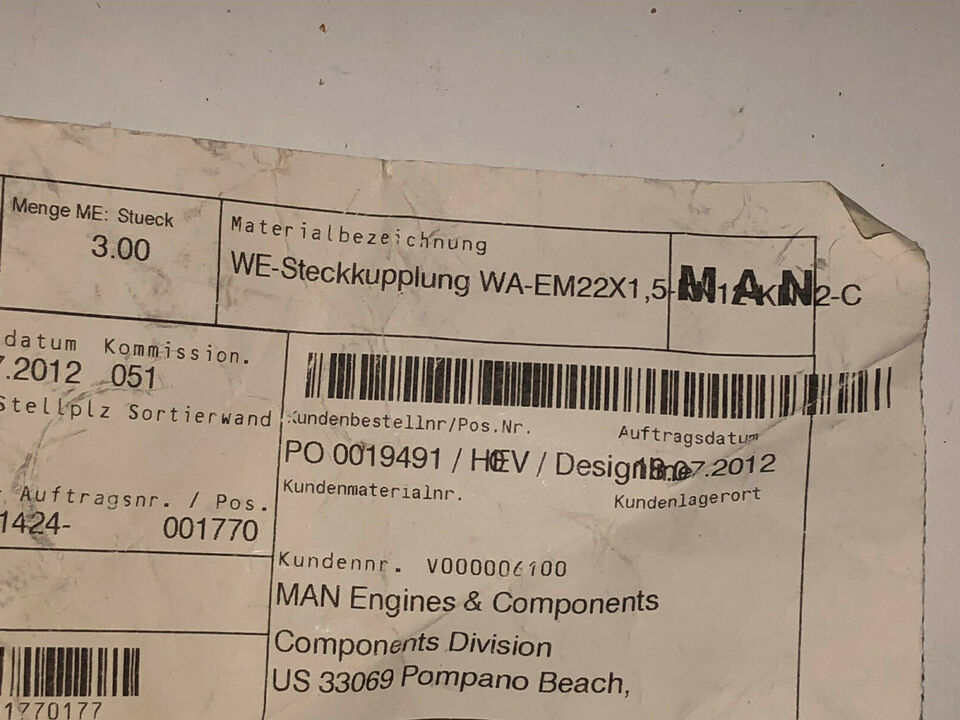 Menge ME: Stueck
3.00
Materialbezeichnung
WE-Steckkupplung WA-EM22X1,5-
MAN
2-C
datum Kommission.
7.2012 051
Stellplz Sortierwand
Kundenbestellnr/Pos.Nr.
Auftragsdatum
PO 0019491 / HEV / Design
18.07.2012
Kundenmaterialnr.
Kundenlagerort
Auftragsnr. / Pos.
1424- 001770
Kundennr. V000006100
MAN Engines & Components
Components Division
US 33069 Pompano Beach,
1770177